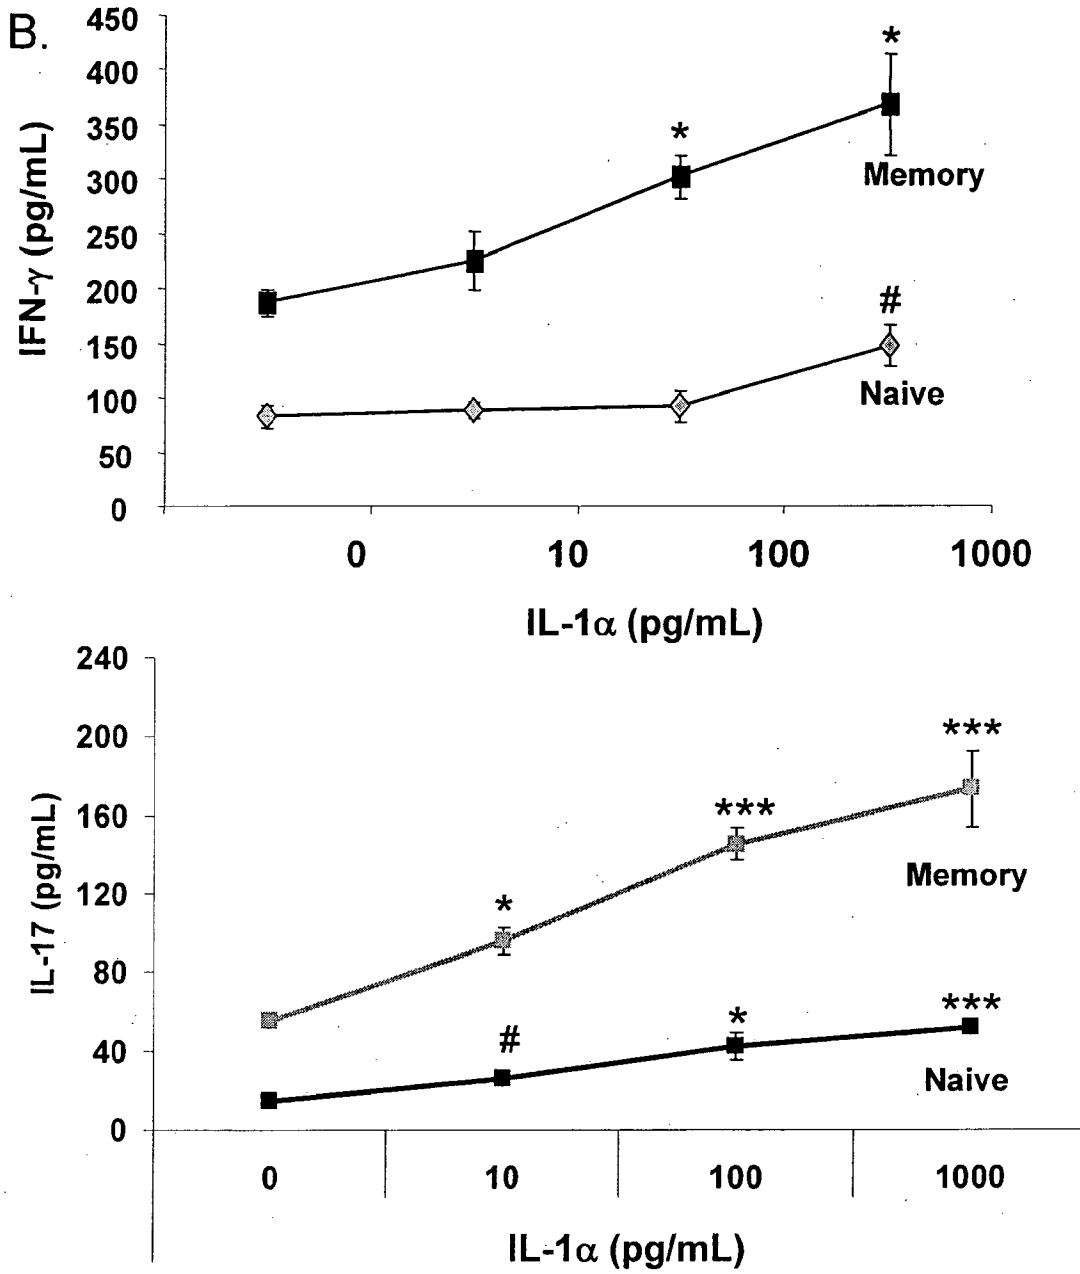 B.
450
400
350
300
250
200
150
100
50
0
IFN-γ (pg/mL)
*
*
Memory
#
Naive
0 10 100 1000
IL-1α (pg/mL)
240
200
160
120
80
40
0
IL-17 (pg/mL)
***
***
*
Memory
***
*
#
Naive
0 10 100 1000
IL-1α (pg/mL)